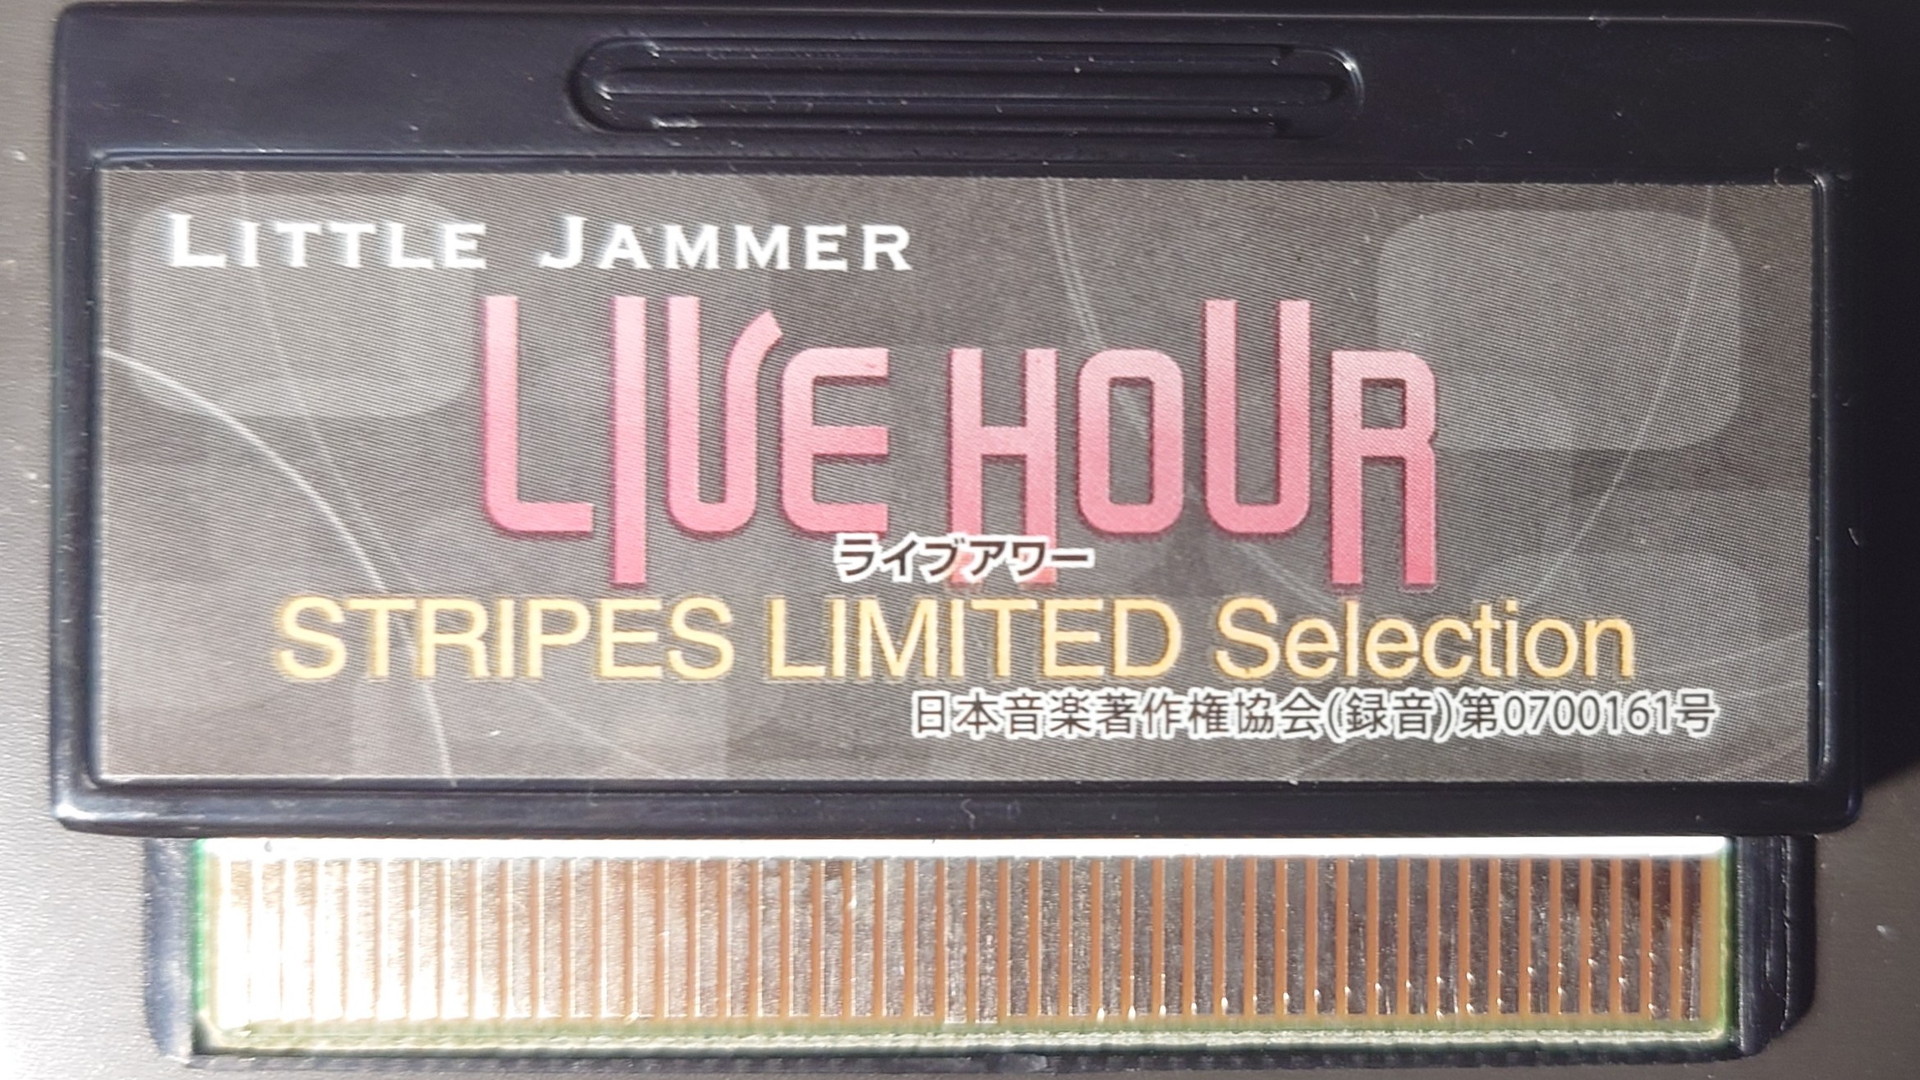 LITTLE JAMMER
LIVE HOUR
ライブアワー
STRIPES LIMITED Selection
日本音楽著作権協会(録音)第0700161号